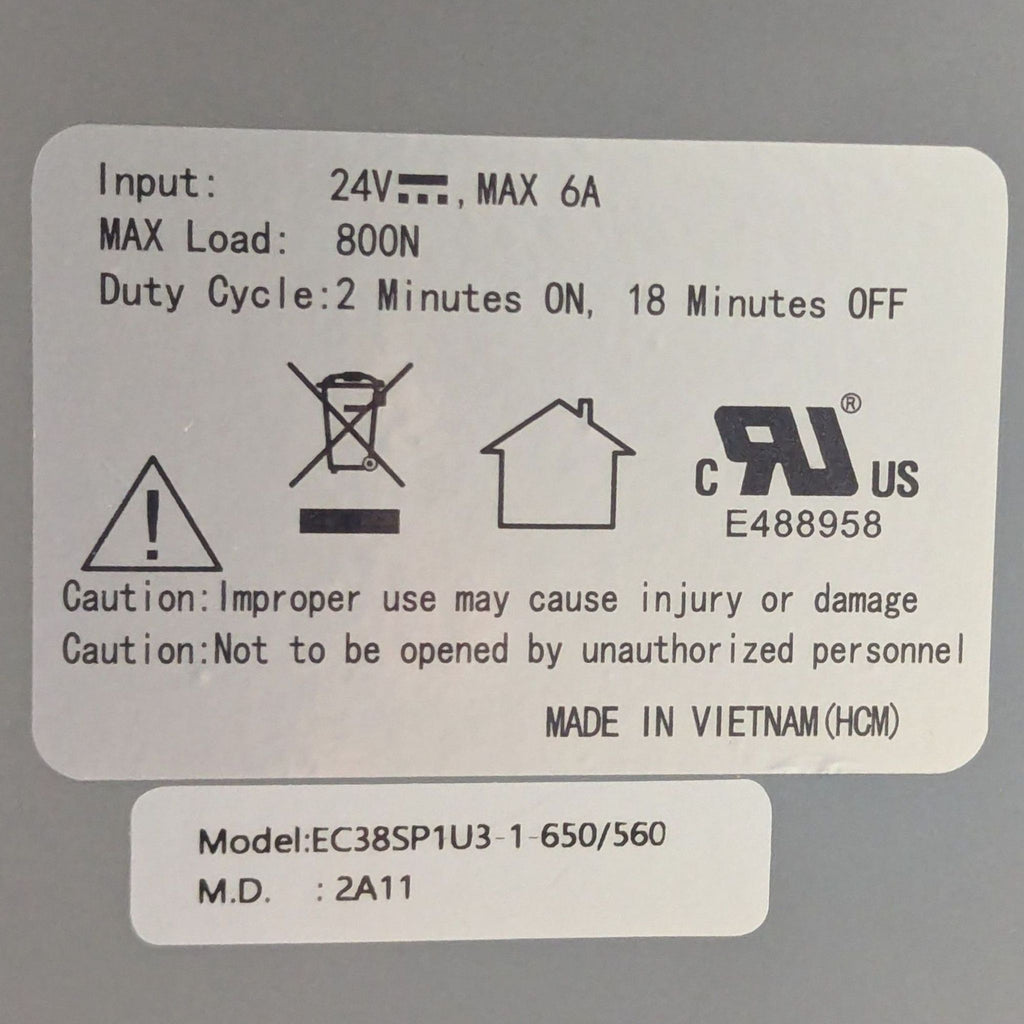 Input: 24V⎓, MAX 6A
MAX Load: 800N
Duty Cycle:2 Minutes ON, 18 Minutes OFF
!
C RU® US
E488958
Caution:Improper use may cause injury or damage
Caution:Not to be opened by unauthorized personnel
MADE IN VIETNAM(HCM)
Model:EC38SP1U3-1-650/560
M.D. : 2A11